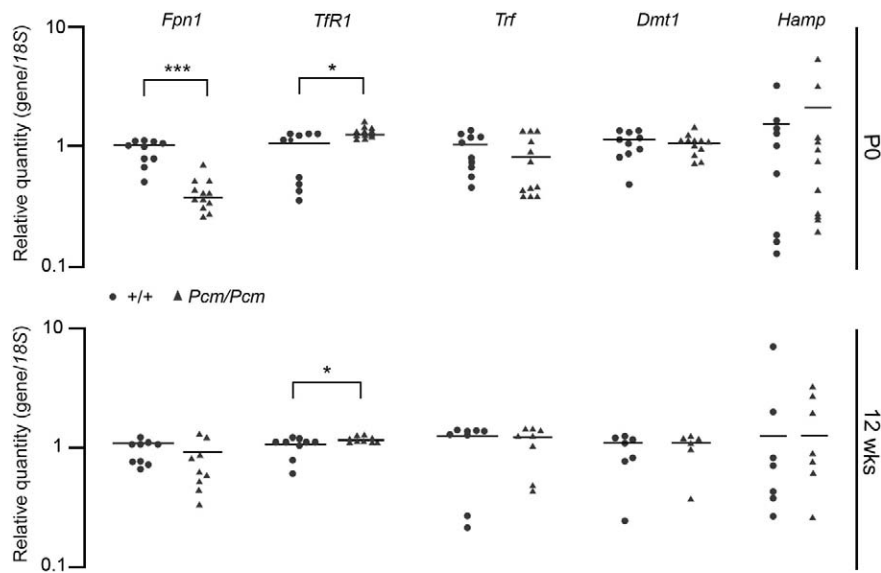 Fpn1 TfR1 Trf Dmt1 Hamp
10
*** *
1
0.1
Relative quantity (gene/18S)
P0
+/+ Pcm/Pcm
10
*
1
0.1
Relative quantity (gene/18S)
12 wks